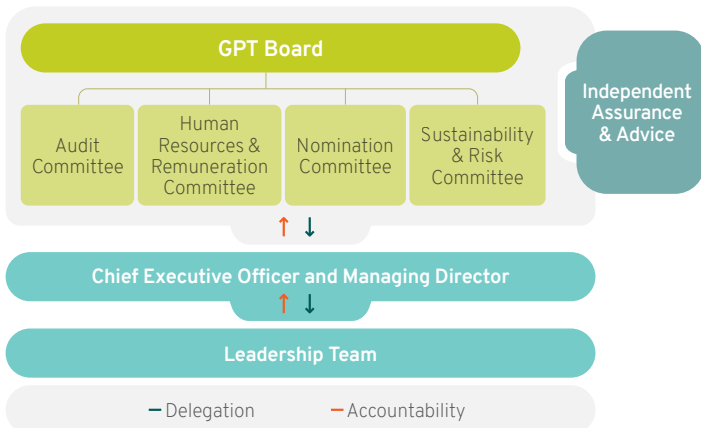 GPT Board
Independent
Assurance
& Advice
Audit
Committee
Human
Resources &
Remuneration
Committee
Nomination
Committee
Sustainability
& Risk
Committee
Chief Executive Officer and Managing Director
Leadership Team
Delegation
Accountability